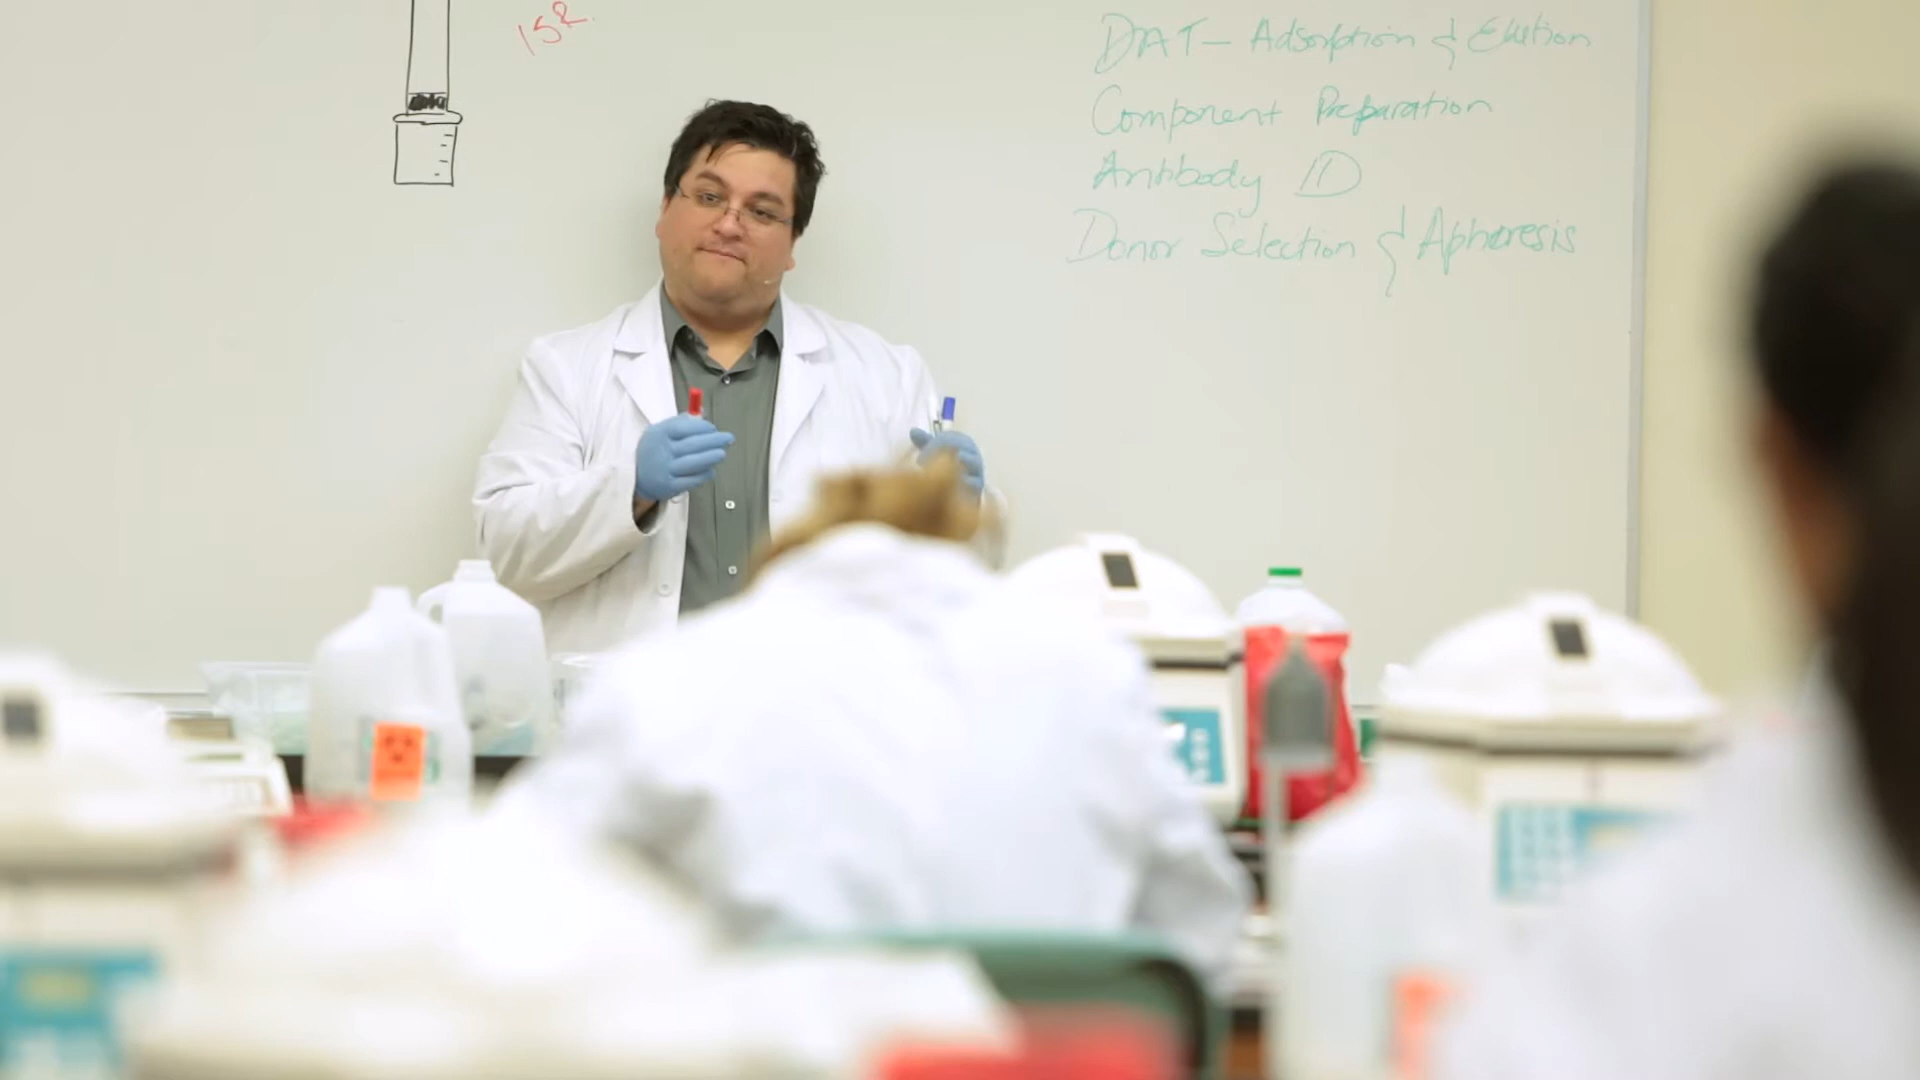 152
DAT – Adsorption & Elution
Component Preparation
Antibody ID
Donor Selection & Apheresis